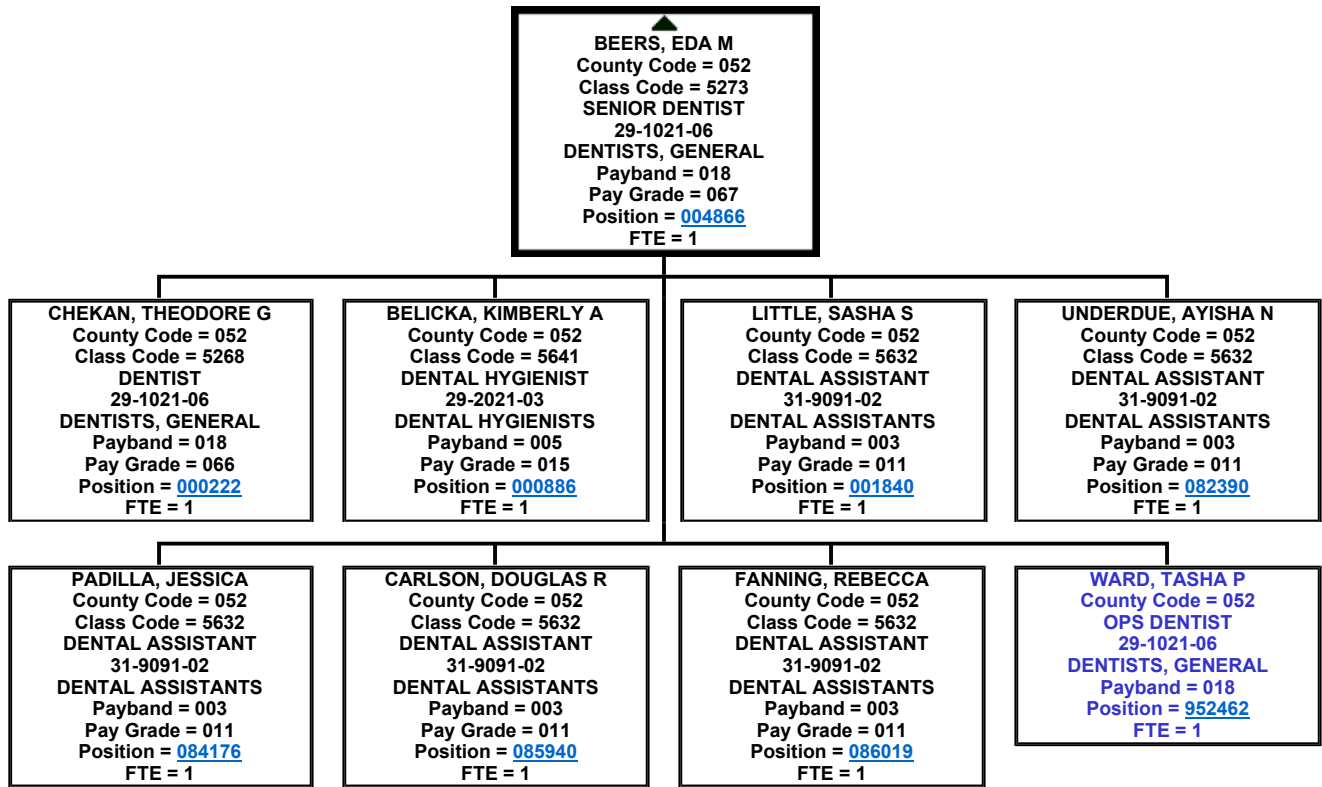 BEERS, EDA M
County Code = 052
Class Code = 5273
SENIOR DENTIST
29-1021-06
DENTISTS, GENERAL
Payband = 018
Pay Grade = 067
Position = 004866
FTE = 1
CHEKAN, THEODORE G
County Code = 052
Class Code = 5268
DENTIST
29-1021-06
DENTISTS, GENERAL
Payband = 018
Pay Grade = 066
Position = 000222
FTE = 1
BELICKA, KIMBERLY A
County Code = 052
Class Code = 5641
DENTAL HYGIENIST
29-2021-03
DENTAL HYGIENISTS
Payband = 005
Pay Grade = 015
Position = 000886
FTE = 1
LITTLE, SASHA S
County Code = 052
Class Code = 5632
DENTAL ASSISTANT
31-9091-02
DENTAL ASSISTANTS
Payband = 003
Pay Grade = 011
Position = 001840
FTE = 1
UNDERDUE, AYISHA N
County Code = 052
Class Code = 5632
DENTAL ASSISTANT
31-9091-02
DENTAL ASSISTANTS
Payband = 003
Pay Grade = 011
Position = 082390
FTE = 1
PADILLA, JESSICA
County Code = 052
Class Code = 5632
DENTAL ASSISTANT
31-9091-02
DENTAL ASSISTANTS
Payband = 003
Pay Grade = 011
Position = 084176
FTE = 1
CARLSON, DOUGLAS R
County Code = 052
Class Code = 5632
DENTAL ASSISTANT
31-9091-02
DENTAL ASSISTANTS
Payband = 003
Pay Grade = 011
Position = 085940
FTE = 1
FANNING, REBECCA
County Code = 052
Class Code = 5632
DENTAL ASSISTANT
31-9091-02
DENTAL ASSISTANTS
Payband = 003
Pay Grade = 011
Position = 086019
FTE = 1
WARD, TASHA P
County Code = 052
OPS DENTIST
29-1021-06
DENTISTS, GENERAL
Payband = 018
Position = 952462
FTE = 1